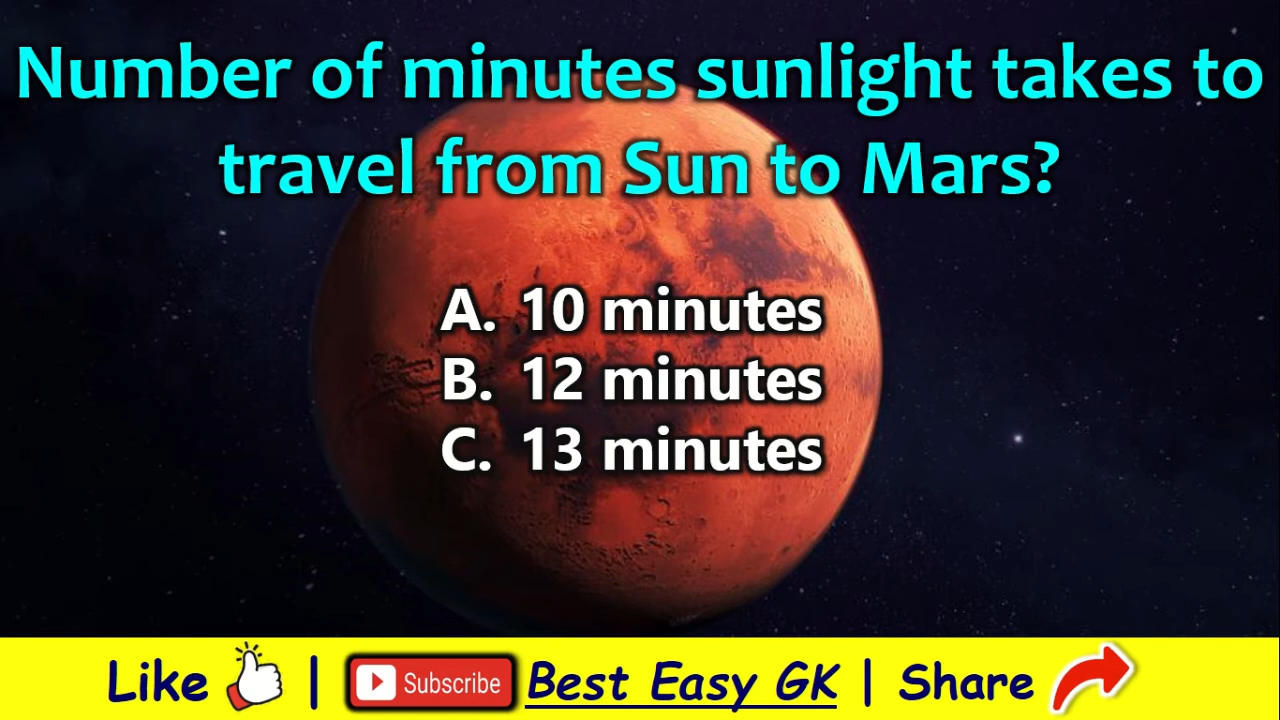 Number of minutes sunlight takes to
travel from Sun to Mars?
A. 10 minutes
B. 12 minutes
C. 13 minutes
Like | Subscribe Best Easy GK | Share